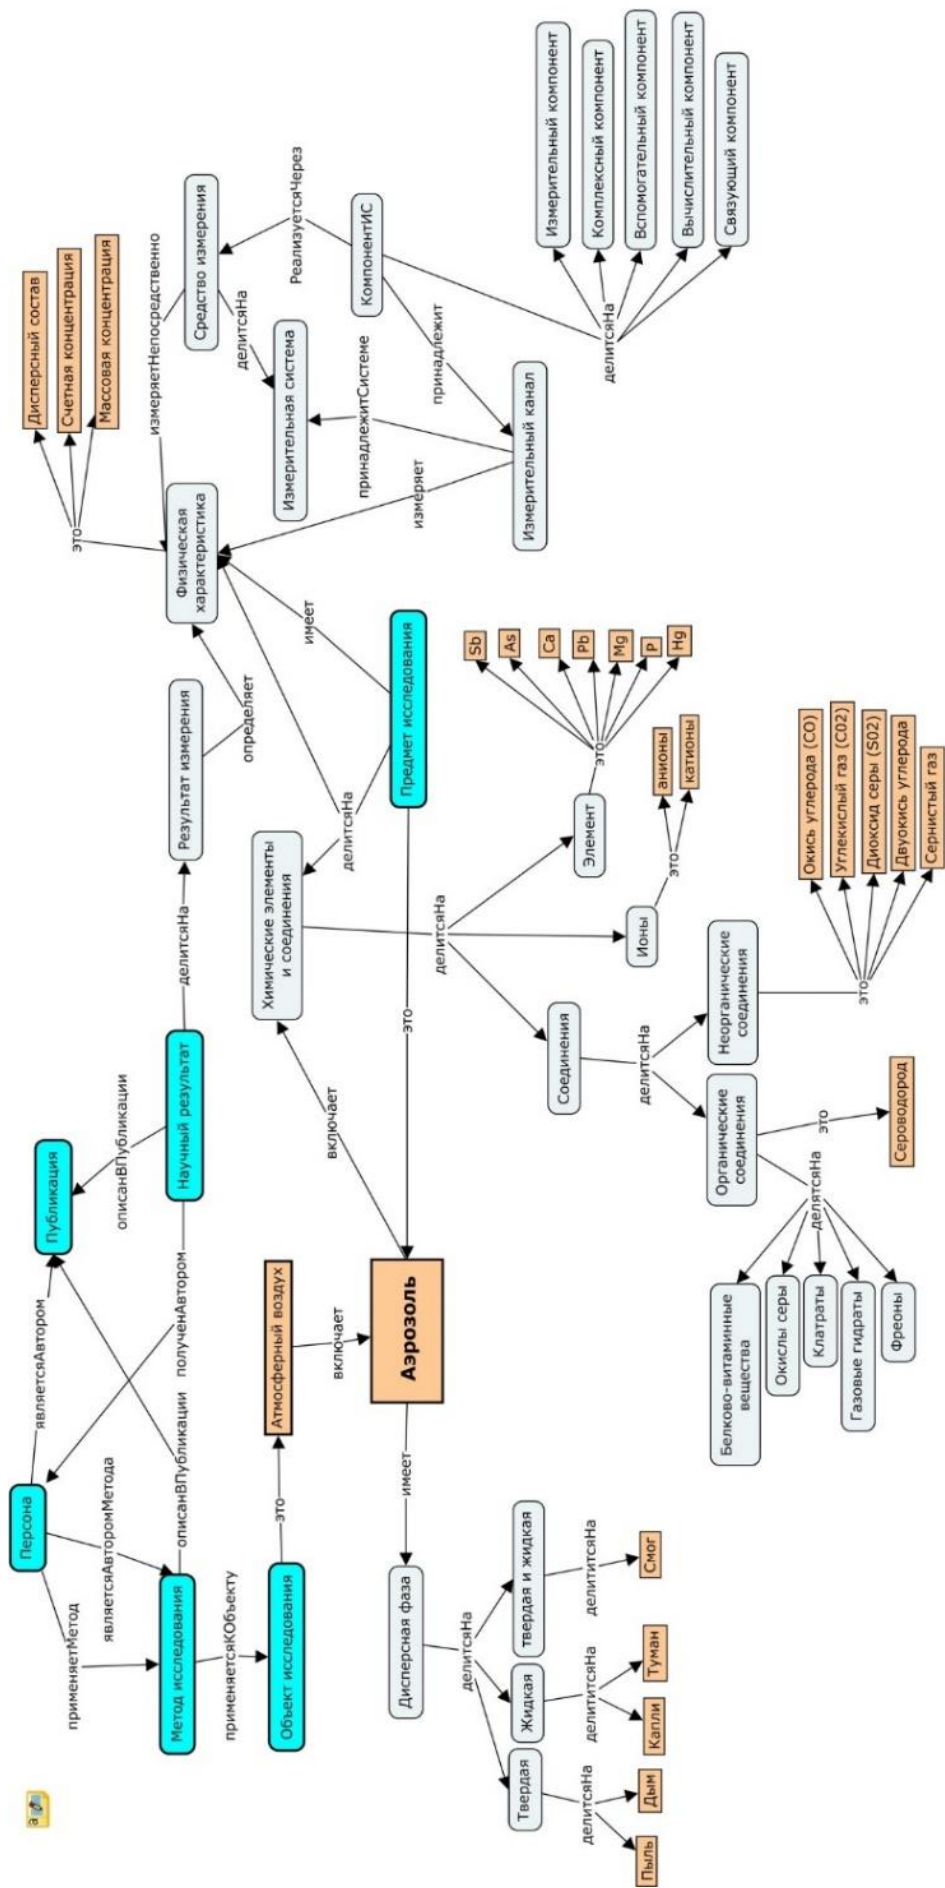 а
Персона
являетсяАвтором
Публикация
применяетМетод
являетсяАвторомМетода
описанВПубликации
полученАвтором
описанВПубликации
Метод исследования
Научный результат
делитсяНа
Результат измерения
определяет
Физическая
характеристика
это
Дисперсный состав
Счетная концентрация
Массовая концентрация
измеряетНепосредственно
Средство измерения
делитсяНа
РеализуетсяЧерез
Измерительная система
принадлежитСистеме
КомпонентИС
принадлежит
измеряет
Измерительный канал
делитсяНа
Измерительный компонент
Комплексный компонент
Вспомогательный компонент
Вычислительный компонент
Связующий компонент
применяетсяКОбъекту
Объект исследования
это
Атмосферный воздух
включает
включает
Химические элементы
и соединения
делитсяНа
имеет
Предмет исследования
это
Аэрозоль
имеет
Дисперсная фаза
делитсяНа
Твердая
Жидкая
твердая и жидкая
делитсяНа
делититсяНа
делититсяНа
Пыль
Дым
Капли
Туман
Смог
делитсяНа
Соединения
Ионы
Элемент
это
Sb
As
Ca
Pb
Mg
P
Hg
это
анионы
катионы
делитсяНа
Органические
соединения
Неорганические
соединения
делятсяНа
это
Белково-витаминные
вещества
Окислы серы
Клатраты
Газовые гидраты
Фреоны
Сероводород
это
Окись углерода (CO)
Углекислый газ (CO2)
Диоксид серы (SO2)
Двуокись углерода
Сернистый газ